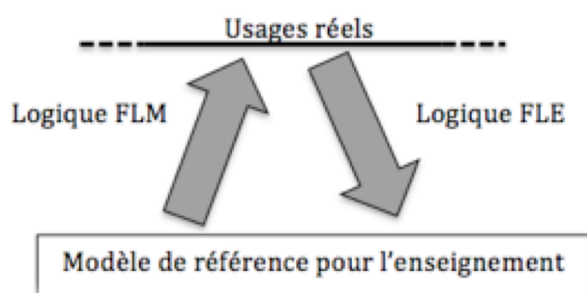 Usages réels
Logique FLM
Logique FLE
Modèle de référence pour l'enseignement